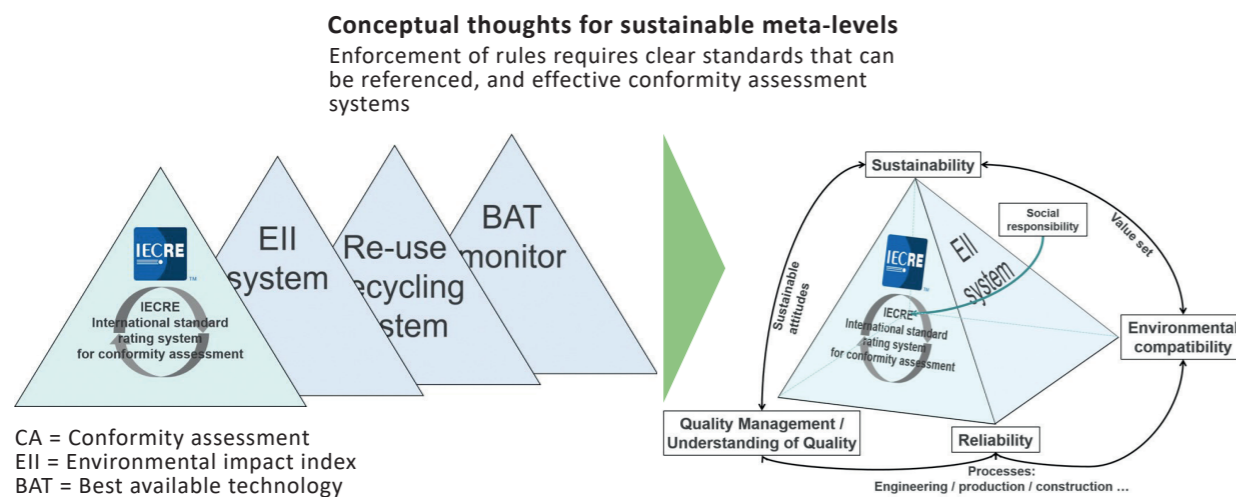 Conceptual thoughts for sustainable meta-levels
Enforcement of rules requires clear standards that can
be referenced, and effective conformity assessment
systems
IECRE
™
IECRE
International standard
rating system
for conformity assessment
EII
system
Re-use
ecycling
stem
BAT
monitor
CA = Conformity assessment
EII = Environmental impact index
BAT = Best available technology
Sustainability
Social
responsibility
Value set
Sustainable
attitudes
IECRE
™
EII
system
IECRE
International standard
rating system
for conformity assessment
Environmental
compatibility
Quality Management /
Understanding of Quality
Reliability
Processes:
Engineering / production / construction ...